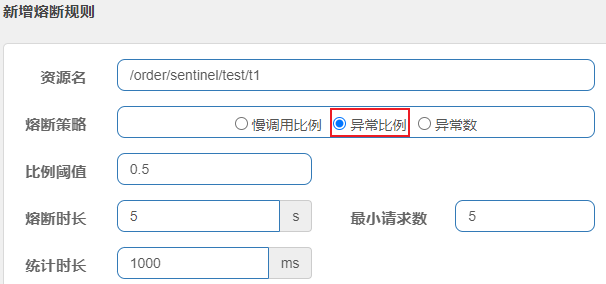 新增熔断规则
资源名 /order/sentinel/test/t1
熔断策略 慢调用比例 异常比例 异常数
比例阈值 0.5
熔断时长 5 s 最小请求数 5
统计时长 1000 ms